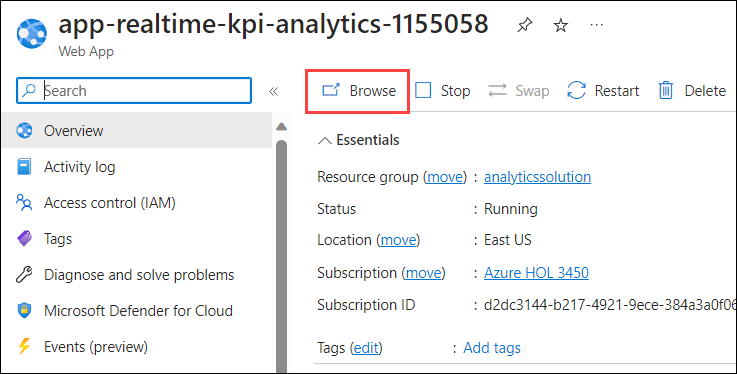 app-realtime-kpi-analytics-1155058
Web App
Search
«
Browse
Stop
Swap
Restart
Delete
Overview
Activity log
Access control (IAM)
Tags
Diagnose and solve problems
Microsoft Defender for Cloud
Events (preview)
Essentials
Resource group (move) : analyticssolution
Status : Running
Location (move) : East US
Subscription (move) : Azure HOL 3450
Subscription ID : d2dc3144-b217-4921-9ece-384a3a0f06
Tags (edit) : Add tags